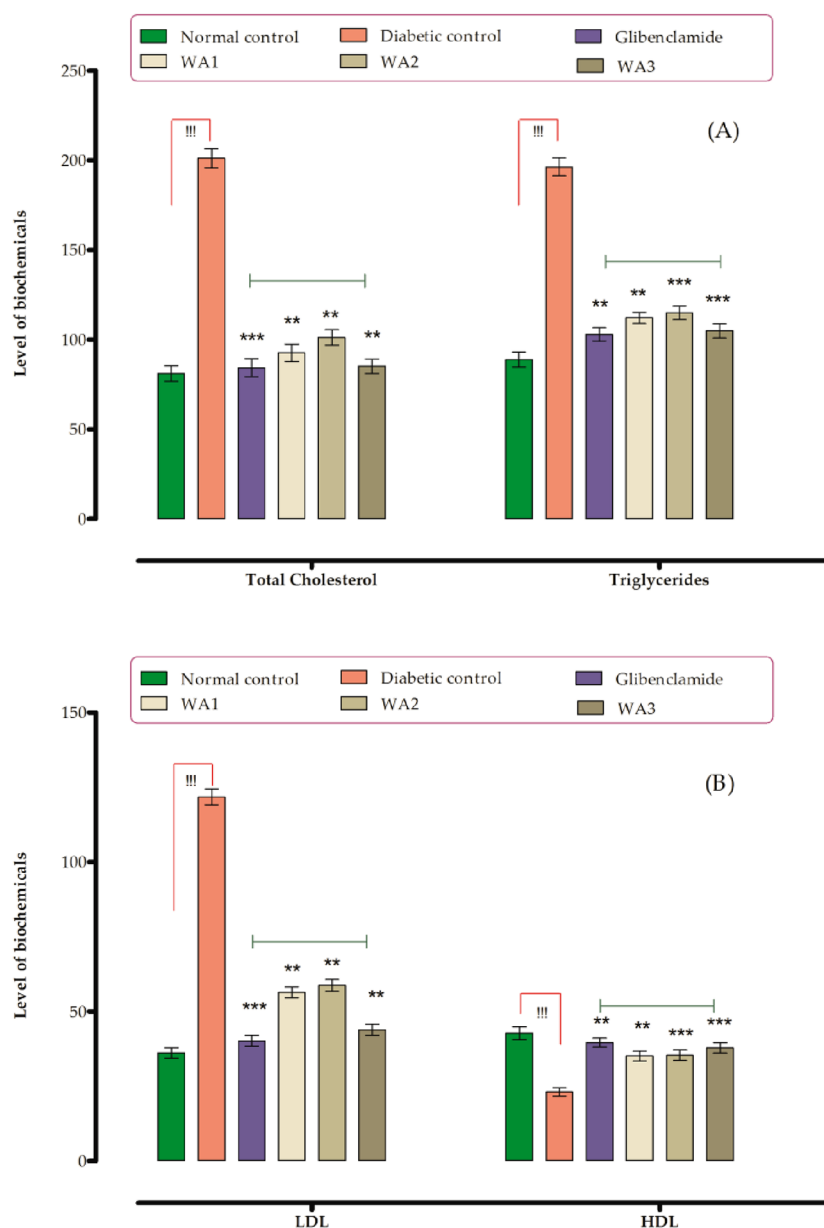 Normal control Diabetic control Glibenclamide
WA1 WA2 WA3
250
(A)
!!! !!!
200
150
*** ** ** ** ** ** *** ***
100
50
0
Level of biochemicals
Total Cholesterol Triglycerides
Normal control Diabetic control Glibenclamide
WA1 WA2 WA3
150
!!! (B)
100
*** ** ** **
50
!!! ** ** *** ***
0
Level of biochemicals
LDL HDL